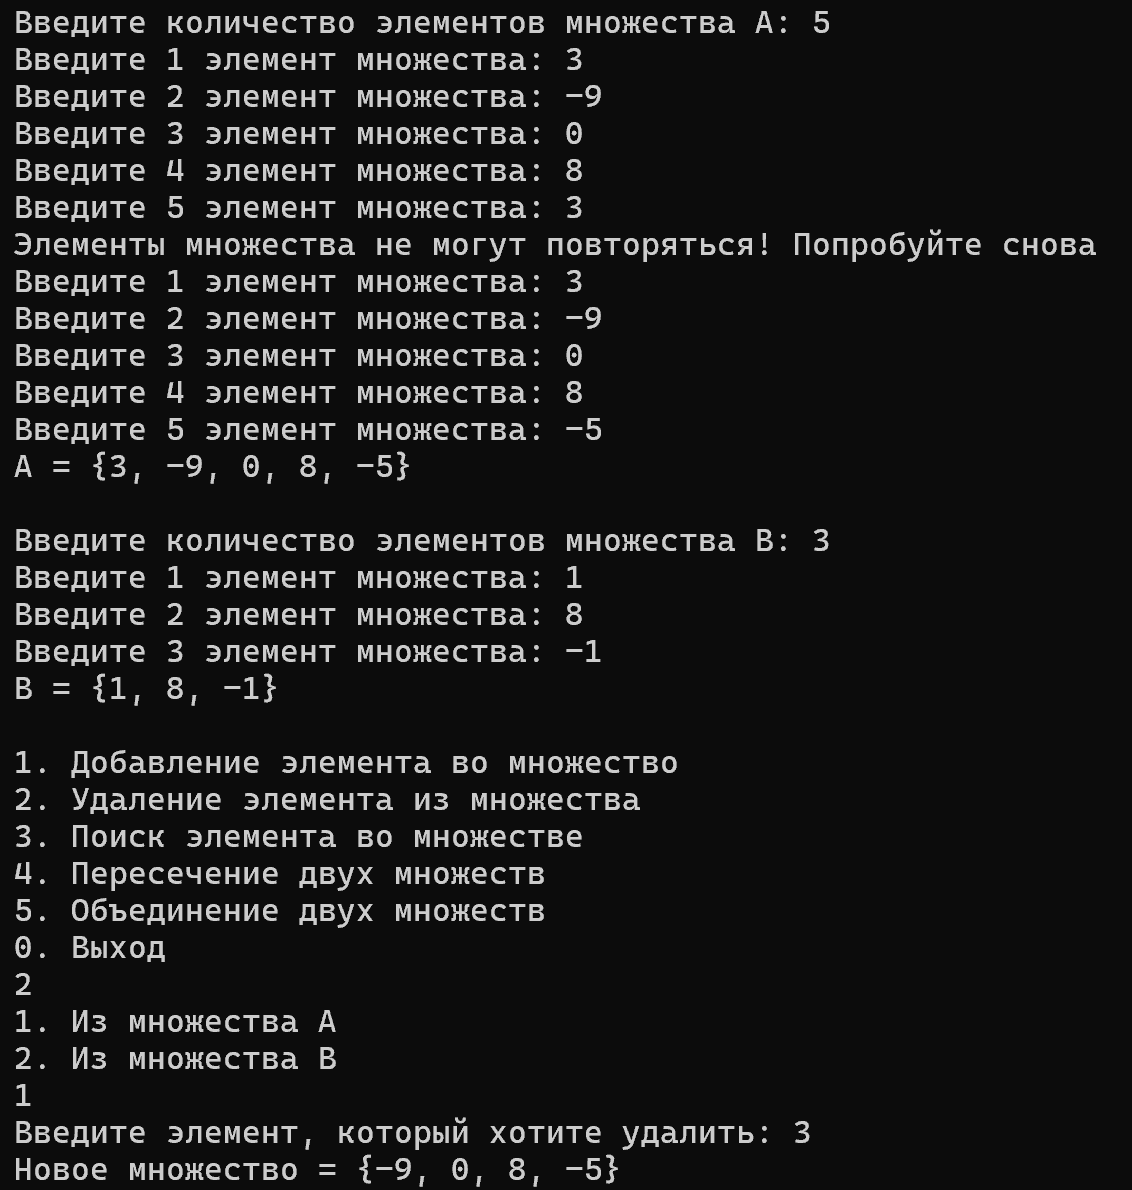 Введите количество элементов множества A: 5
Введите 1 элемент множества: 3
Введите 2 элемент множества: -9
Введите 3 элемент множества: 0
Введите 4 элемент множества: 8
Введите 5 элемент множества: 3
Элементы множества не могут повторяться! Попробуйте снова
Введите 1 элемент множества: 3
Введите 2 элемент множества: -9
Введите 3 элемент множества: 0
Введите 4 элемент множества: 8
Введите 5 элемент множества: -5
A = {3, -9, 0, 8, -5}
Введите количество элементов множества B: 3
Введите 1 элемент множества: 1
Введите 2 элемент множества: 8
Введите 3 элемент множества: -1
B = {1, 8, -1}
1. Добавление элемента во множество
2. Удаление элемента из множества
3. Поиск элемента во множестве
4. Пересечение двух множеств
5. Объединение двух множеств
0. Выход
2
1. Из множества A
2. Из множества B
1
Введите элемент, который хотите удалить: 3
Новое множество = {-9, 0, 8, -5}